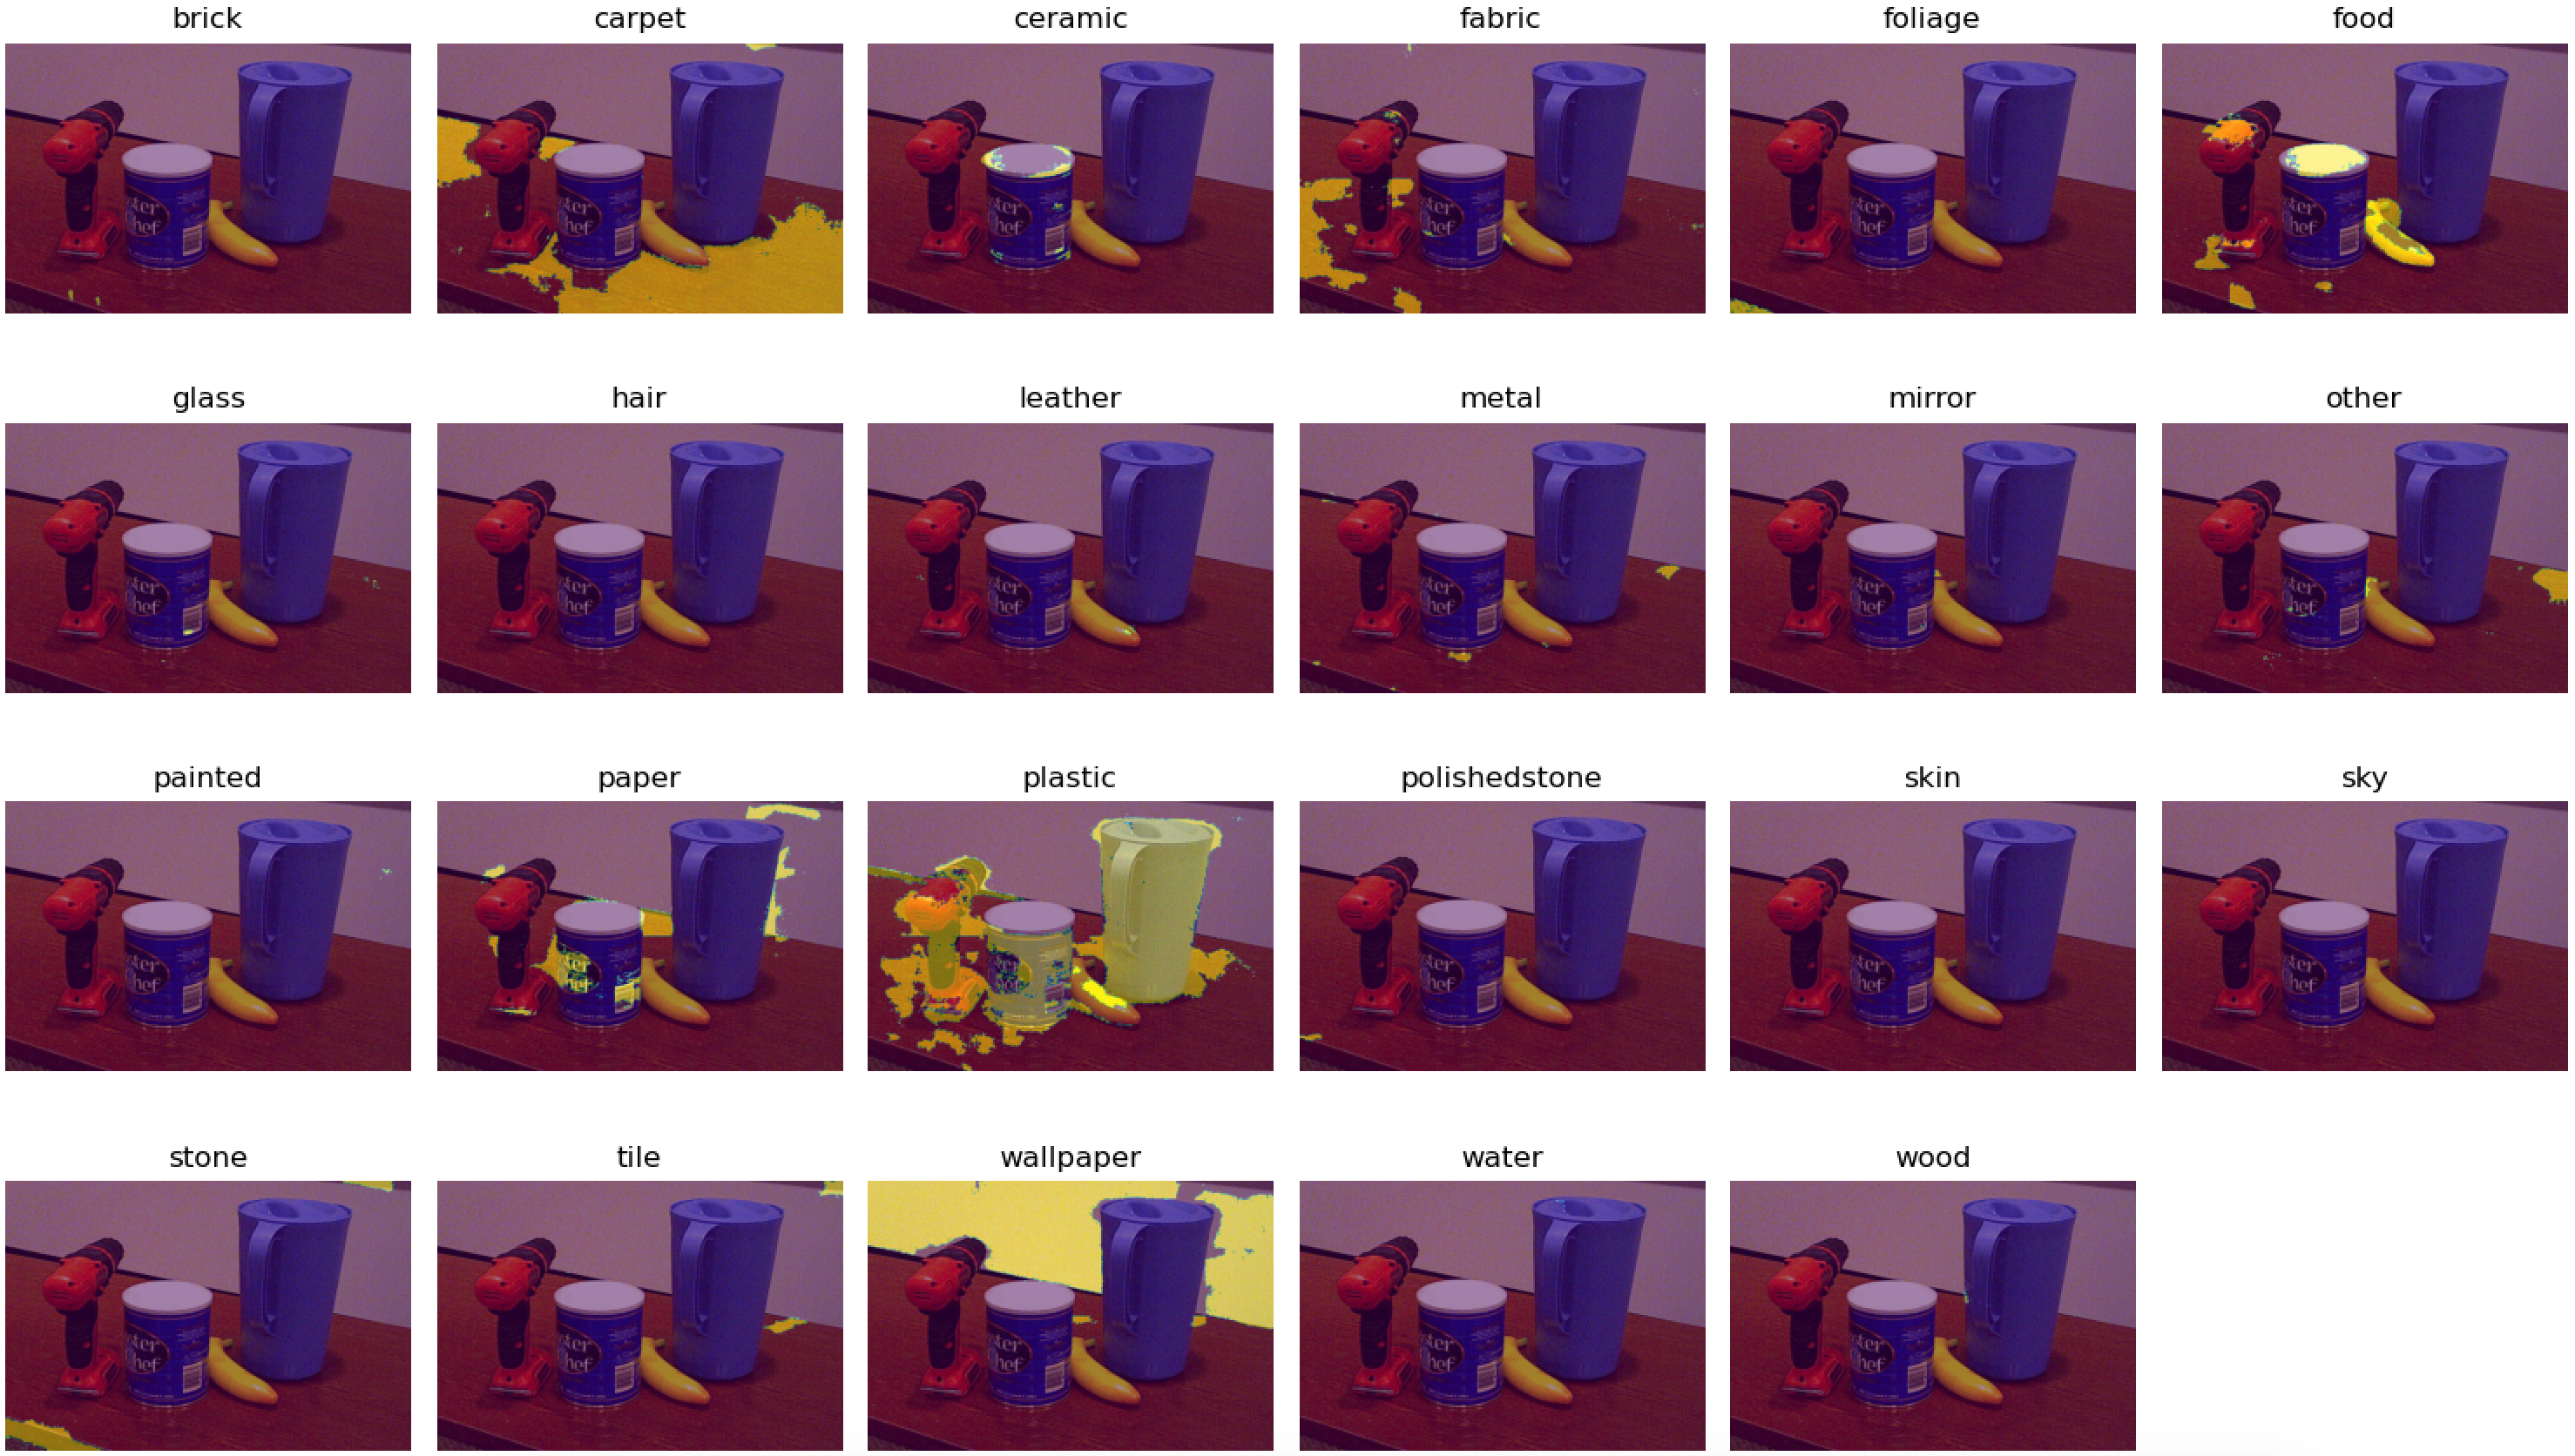 brick
carpet
ceramic
fabric
foliage
food
glass
hair
leather
metal
mirror
other
painted
paper
plastic
polishedstone
skin
sky
stone
tile
wallpaper
water
wood